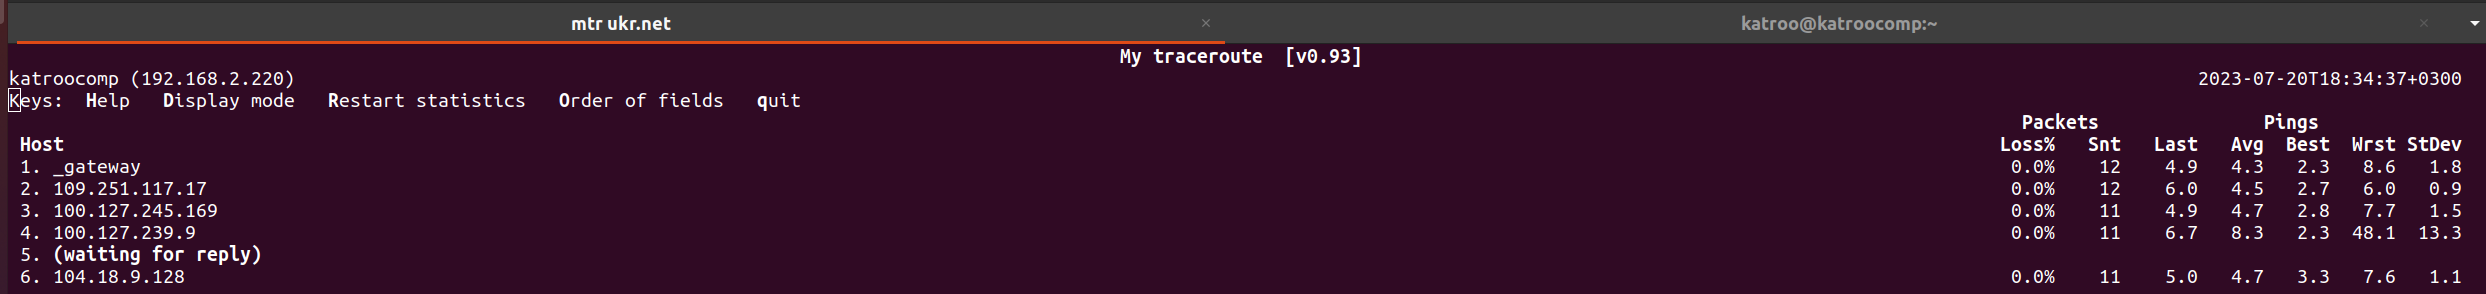 mtr ukr.net × katroo@katroocomp:~ ×
My traceroute [v0.93]
katroocomp (192.168.2.220) 2023-07-20T18:34:37+0300
Keys: Help Display mode Restart statistics Order of fields quit
Packets Pings
Host Loss% Snt Last Avg Best Wrst StDev
1. _gateway 0.0% 12 4.9 4.3 2.3 8.6 1.8
2. 109.251.117.17 0.0% 12 6.0 4.5 2.7 6.0 0.9
3. 100.127.245.169 0.0% 11 4.9 4.7 2.8 7.7 1.5
4. 100.127.239.9 0.0% 11 6.7 8.3 2.3 48.1 13.3
5. (waiting for reply)
6. 104.18.9.128 0.0% 11 5.0 4.7 3.3 7.6 1.1